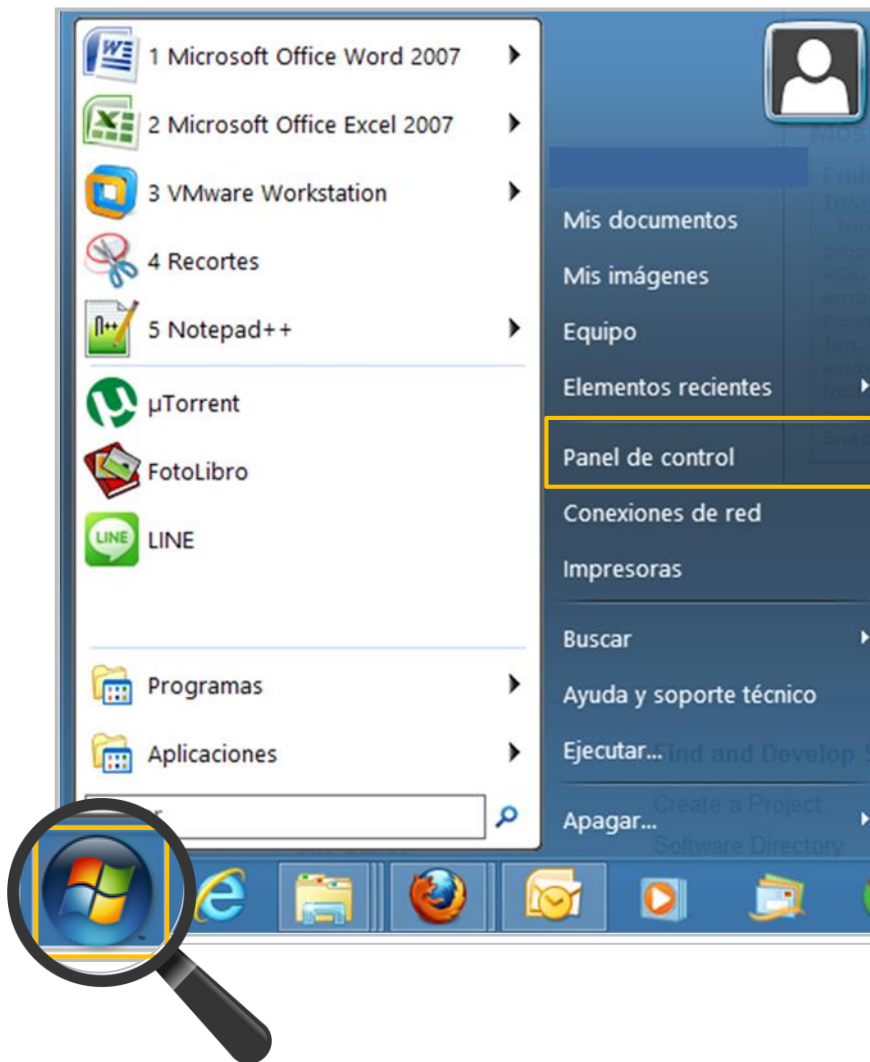 1 Microsoft Office Word 2007
2 Microsoft Office Excel 2007
3 VMware Workstation
4 Recortes
5 Notepad++
µTorrent
FotoLibro
LINE
LINE
Programas
Aplicaciones
Mis documentos
Mis imágenes
Equipo
Elementos recientes
Panel de control
Conexiones de red
Impresoras
Buscar
Ayuda y soporte técnico
Ejecutar...
Find and Develop S
Create a Project
Apagar...
Software Directory